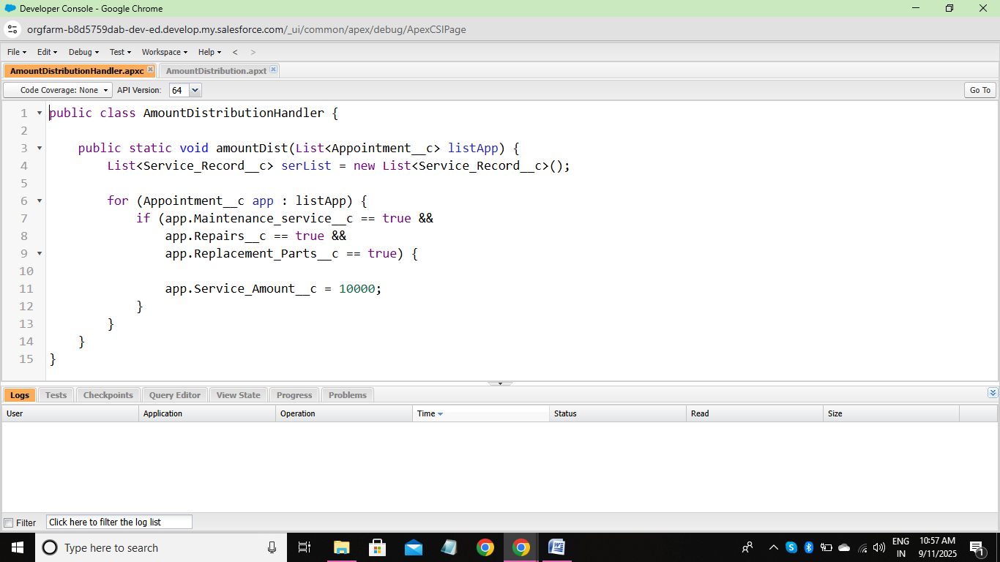 Developer Console - Google Chrome
orgfarm-b8d5759dab-dev-ed.develop.my.salesforce.com/_ui/common/apex/debug/ApexCSIPage
File Edit Debug Test Workspace Help < >
AmountDistributionHandler.apxc AmountDistribution.apxt
Code Coverage: None API Version: 64 Go To
1 public class AmountDistributionHandler {
2
3 public static void amountDist(List<Appointment__c> listApp) {
4 List<Service_Record__c> serList = new List<Service_Record__c>();
5
6 for (Appointment__c app : listApp) {
7 if (app.Maintenance_service__c == true &&
8 app.Repairs__c == true &&
9 app.Replacement_Parts__c == true) {
10
11 app.Service_Amount__c = 10000;
12 }
13 }
14 }
15 }
Logs Tests Checkpoints Query Editor View State Progress Problems
User Application Operation Time Status Read Size
Filter Click here to filter the log list
Type here to search
ENG 10:57 AM
IN 9/11/2025 1